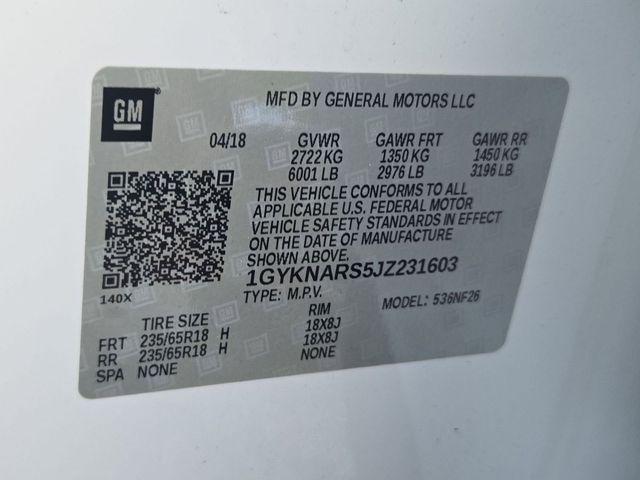 GM
MFD BY GENERAL MOTORS LLC
04/18 GVWR GAWR FRT GAWR RR
2722 KG 1350 KG 1450 KG
6001 LB 2976 LB 3196 LB
THIS VEHICLE CONFORMS TO ALL
APPLICABLE U.S. FEDERAL MOTOR
VEHICLE SAFETY STANDARDS IN EFFECT
ON THE DATE OF MANUFACTURE
SHOWN ABOVE.
1GYKNARS5JZ231603
140X
TYPE: M.P.V. MODEL: 536NF26
TIRE SIZE RIM
FRT 235/65R18 H 18X8J
RR 235/65R18 H 18X8J
SPA NONE NONE